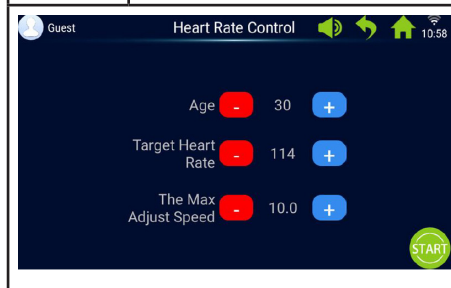 Guest Heart Rate Control 10:58
Age - 30 +
Target Heart
Rate - 114 +
The Max
Adjust Speed - 10.0 +
START